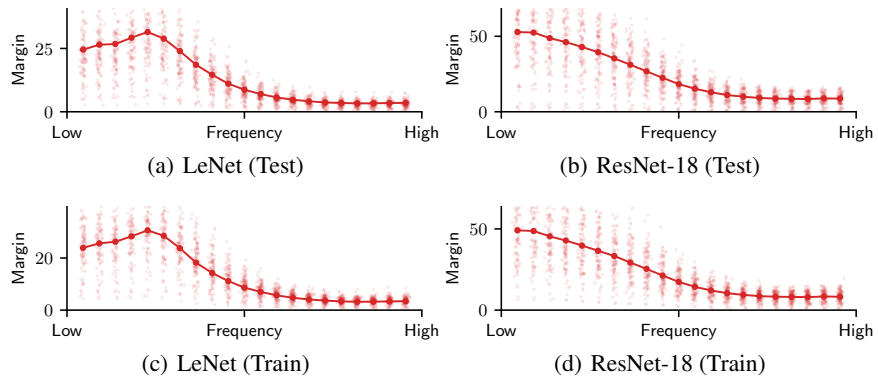 Margin
25
0
Low
Frequency
High
(a) LeNet (Test)
Margin
50
0
Low
Frequency
High
(b) ResNet-18 (Test)
Margin
20
0
Low
Frequency
High
(c) LeNet (Train)
Margin
50
0
Low
Frequency
High
(d) ResNet-18 (Train)